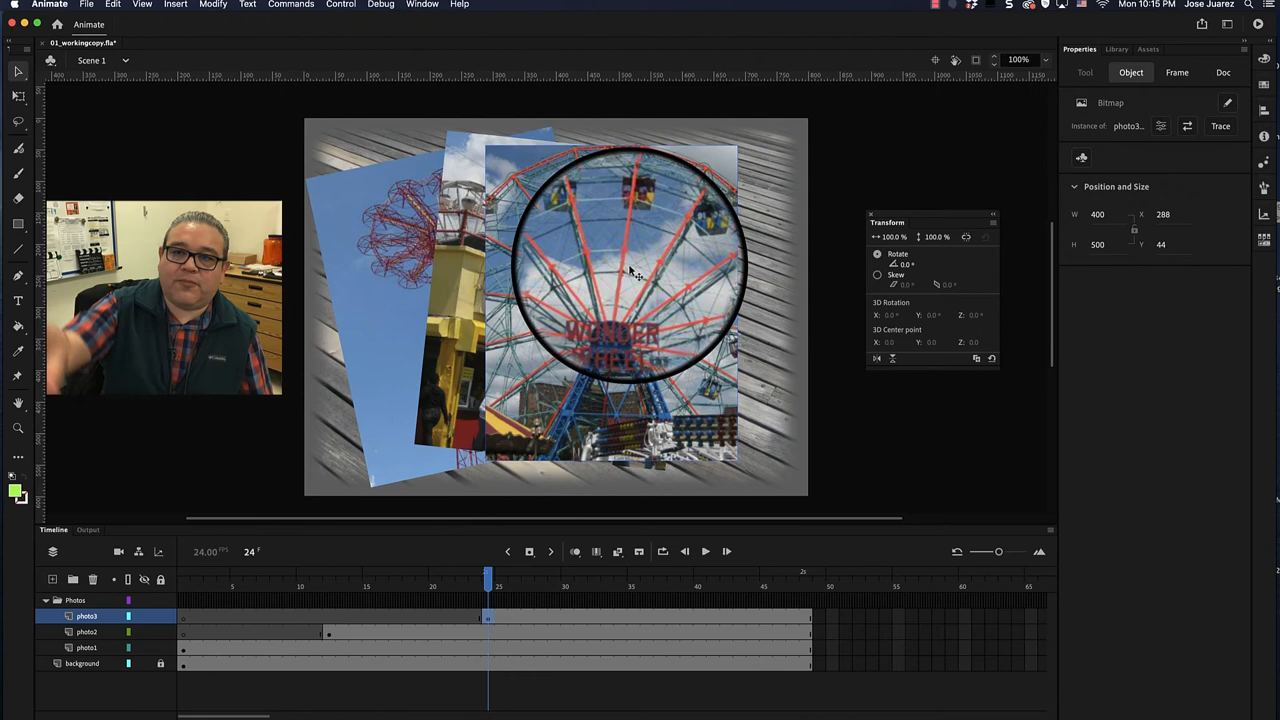 Animate File Edit View Insert Modify Text Commands Control Debug Window Help Mon 10:15 PM Jose Juarez
Animate
01_workingcopy.fla*
Scene 1
100%
Properties Library Assets
Tool Object Frame Doc
Bitmap
Instance of: photo3... Trace
Position and Size
W 400 X 288
H 500 Y 44
Transform
100.0 % 100.0 %
Rotate
0.0 °
Skew
0.0 ° 0.0 °
3D Rotation
X: 0.0 ° Y: 0.0 ° Z: 0.0 °
3D Center point
X: 0.0 Y: 0.0 Z: 0.0
WONDER
WHEEL
Timeline Output
24.00 FPS 24 F
1s 2s
5 10 15 20 25 30 35 40 45 50 55 60 65
Photos
photo3
photo2
photo1
background